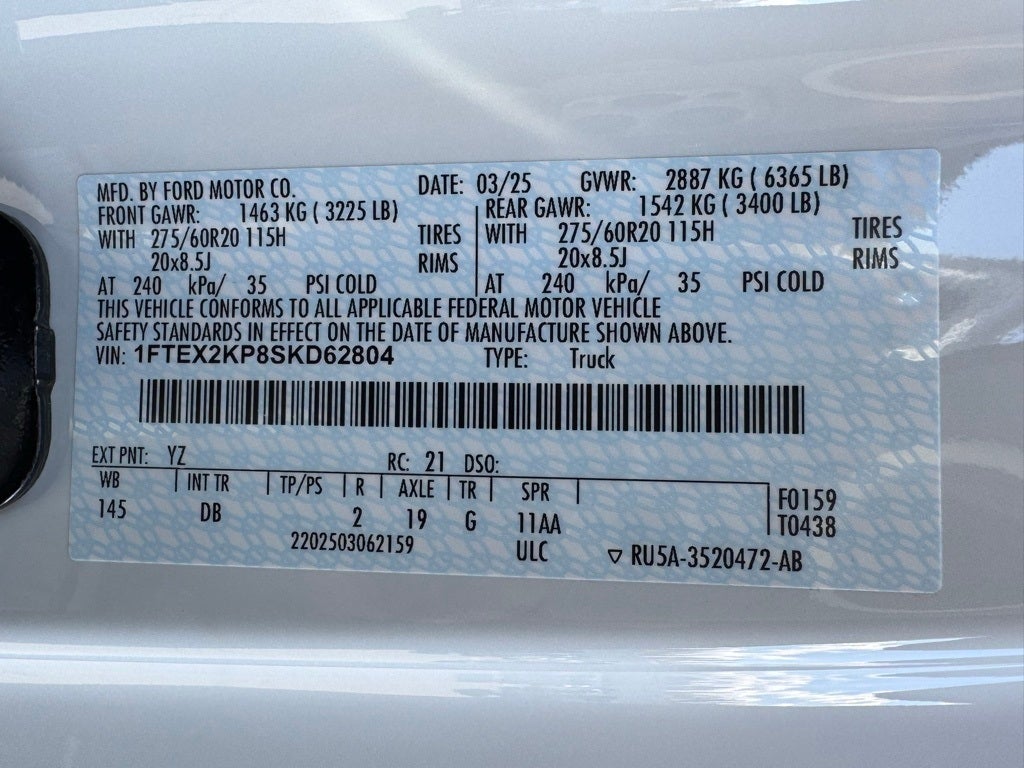 MFD. BY FORD MOTOR CO. DATE: 03/25 GVWR: 2887 KG ( 6365 LB)
FRONT GAWR: 1463 KG ( 3225 LB) REAR GAWR: 1542 KG ( 3400 LB)
WITH 275/60R20 115H TIRES WITH 275/60R20 115H TIRES
20x8.5J RIMS 20x8.5J RIMS
AT 240 kPa/ 35 PSI COLD AT 240 kPa/ 35 PSI COLD
THIS VEHICLE CONFORMS TO ALL APPLICABLE FEDERAL MOTOR VEHICLE
SAFETY STANDARDS IN EFFECT ON THE DATE OF MANUFACTURE SHOWN ABOVE.
VIN: 1FTEX2KP8SKD62804 TYPE: Truck
EXT PNT: YZ RC: 21 DSO:
WB INT TR TP/PS R AXLE TR SPR F0159
145 DB 2 19 G 11AA T0438
2202503062159 ULC ▽ RU5A-3520472-AB